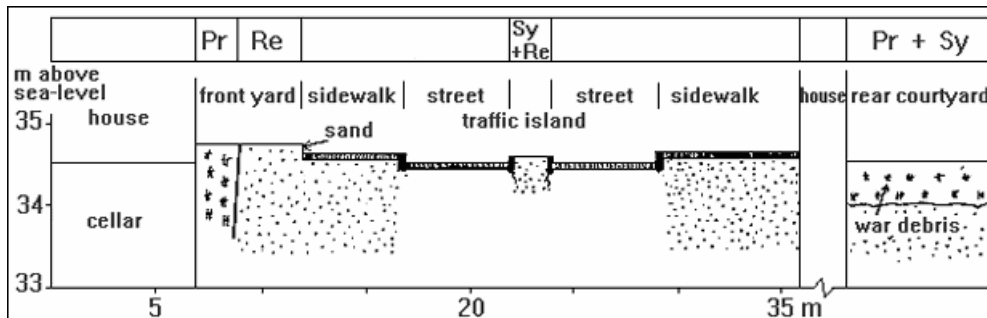 Pr Re Sy Pr + Sy
+Re
m above
sea-level front yard sidewalk street street sidewalk house rear courtyard
35 house sand traffic island
34 cellar war debris
33
5 20 35 m